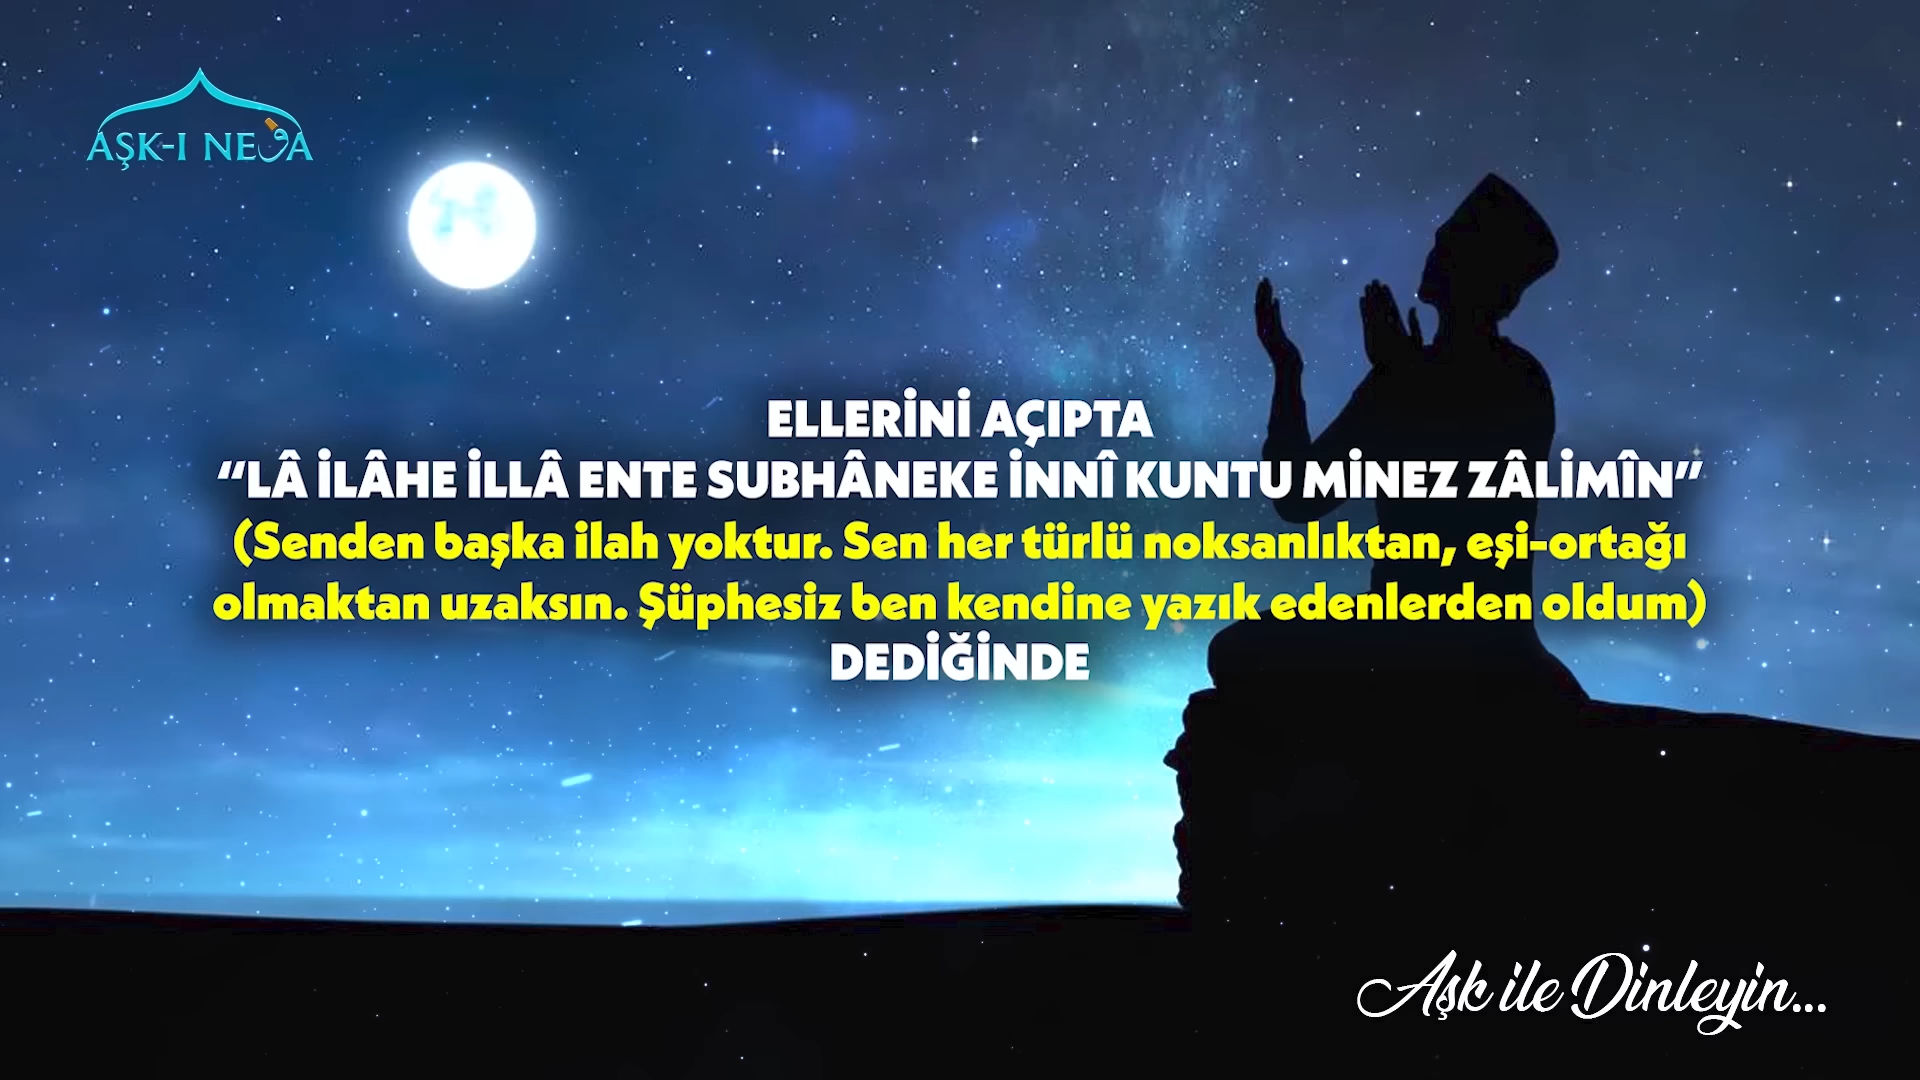 AŞK-I NEVA
ELLERİNİ AÇIPTA
“LÂ İLÂHE İLLÂ ENTE SUBHÂNEKE İNNÎ KUNTU MİNEZ ZÂLİMÎN”
(Senden başka ilah yoktur. Sen her türlü noksanlıktan, eşi-ortağı
olmaktan uzaksın. Şüphesiz ben kendine yazık edenlerden oldum)
DEDİĞİNDE
Aşk ile Dinleyin...